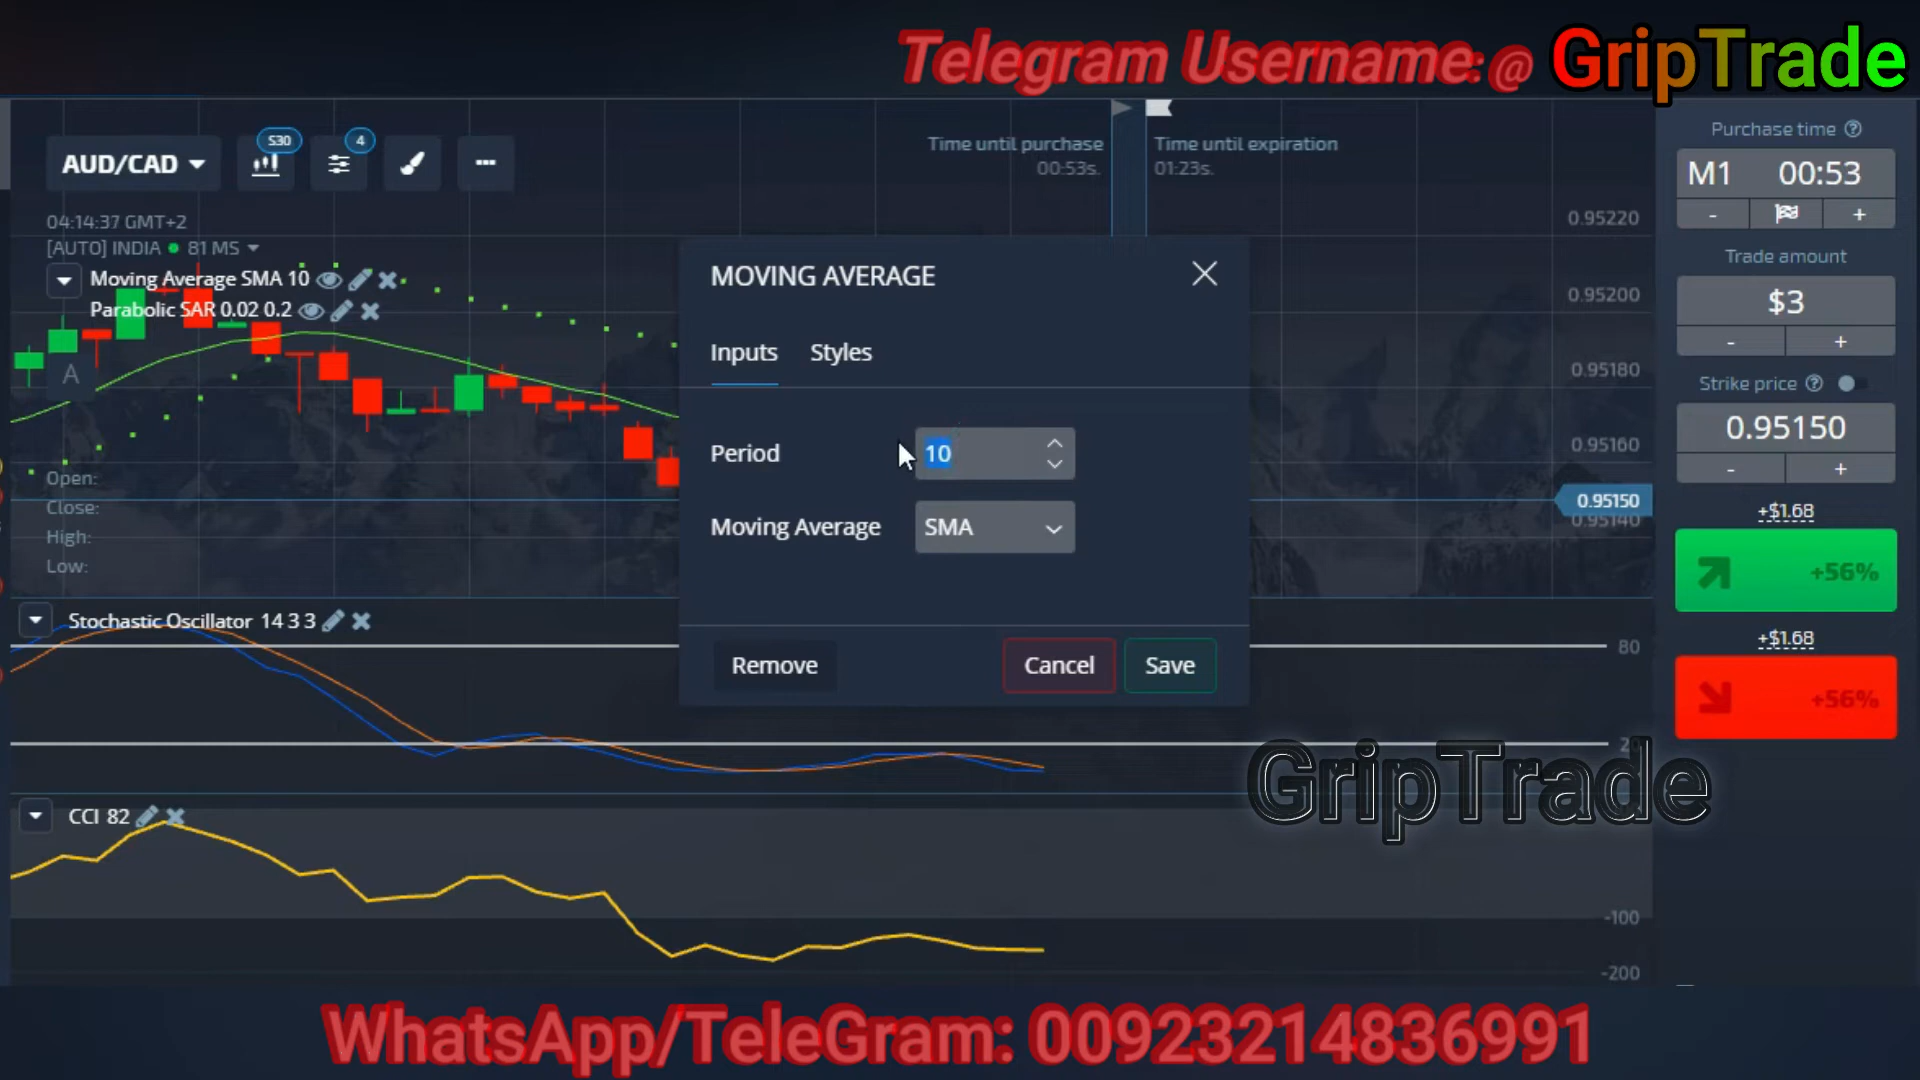 Telegram Username:@ GripTrade
AUD/CAD
S30
4
Time until purchase
00:53s.
Time until expiration
01:23s.
Purchase time
M1 00:53
- +
Trade amount
$3
- +
Strike price
0.95150
- +
+$1.68
+56%
+$1.68
+56%
04:14:37 GMT+2
[AUTO] INDIA 81 MS
Moving Average SMA 10
Parabolic SAR 0.02 0.2
A
Open:
Close:
High:
Low:
0.95220
0.95200
0.95180
0.95160
0.95150
0.95140
MOVING AVERAGE
Inputs Styles
Period 10
Moving Average SMA
Remove Cancel Save
Stochastic Oscillator 14 3 3
80
GripTrade
CCI 82
-100
-200
WhatsApp/TeleGram: 00923214836991